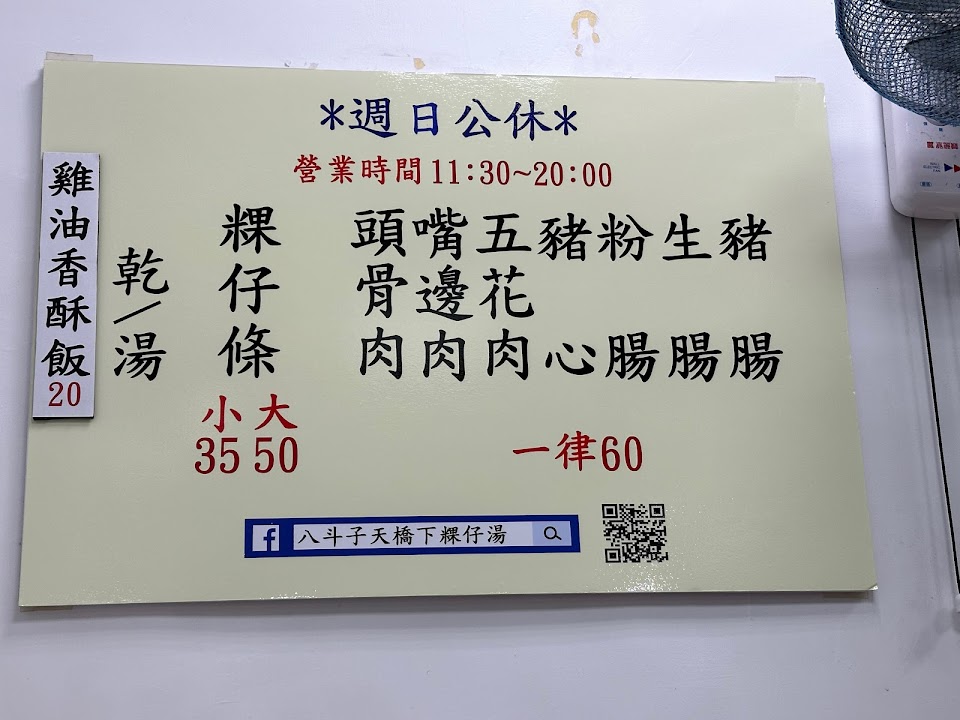 *週日公休*
營業時間11:30~20:00
雞油香酥飯
20
乾/湯
粿仔條
小 大
35 50
頭骨肉
嘴邊肉
五花肉
豬心
粉腸
生腸
豬腸
一律60
八斗子天橋下粿仔湯